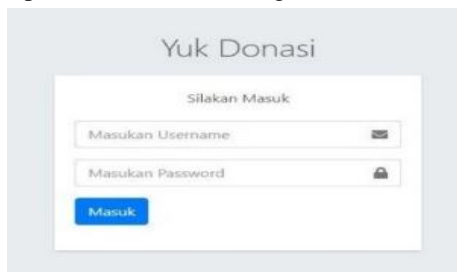 Yuk Donasi
Silakan Masuk
Masukan Username
Masukan Password
Masuk